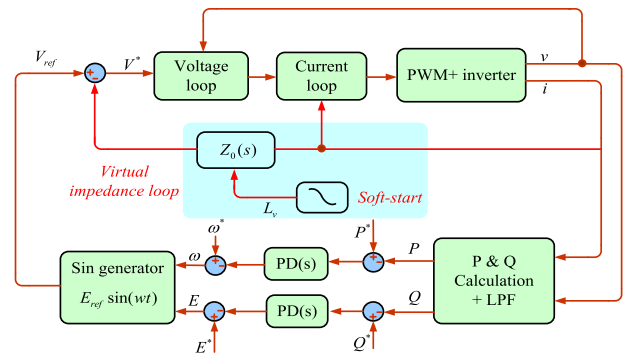 V_ref
V*
Voltage
loop
Current
loop
PWM+ inverter
v
i
Z_0(s)
Virtual
impedance loop
L_v
Soft-start
ω*
P*
Sin generator
E_ref sin(wt)
ω
PD(s)
P
P & Q
Calculation
+ LPF
E
PD(s)
Q
E*
Q*